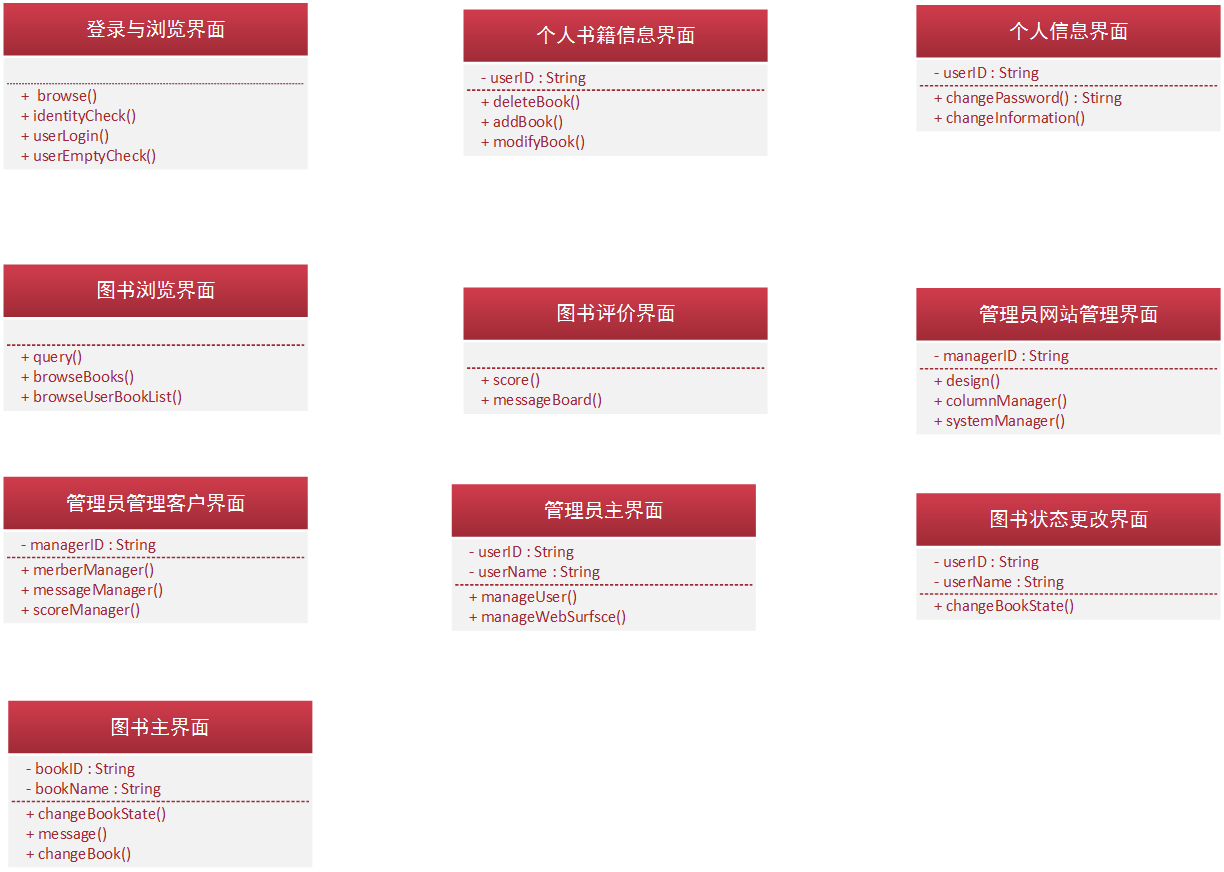 登录与浏览界面
+ browse()
+ identityCheck()
+ userLogin()
+ userEmptyCheck()
个人书籍信息界面
- userID : String
+ deleteBook()
+ addBook()
+ modifyBook()
个人信息界面
- userID : String
+ changePassword() : Stirng
+ changeInformation()
图书浏览界面
+ query()
+ browseBooks()
+ browseUserBookList()
图书评价界面
+ score()
+ messageBoard()
管理员网站管理界面
- managerID : String
+ design()
+ columnManager()
+ systemManager()
管理员管理客户界面
- managerID : String
+ merberManager()
+ messageManager()
+ scoreManager()
管理员主界面
- userID : String
- userName : String
+ manageUser()
+ manageWebSurfsce()
图书状态更改界面
- userID : String
- userName : String
+ changeBookState()
图书主界面
- bookID : String
- bookName : String
+ changeBookState()
+ message()
+ changeBook()